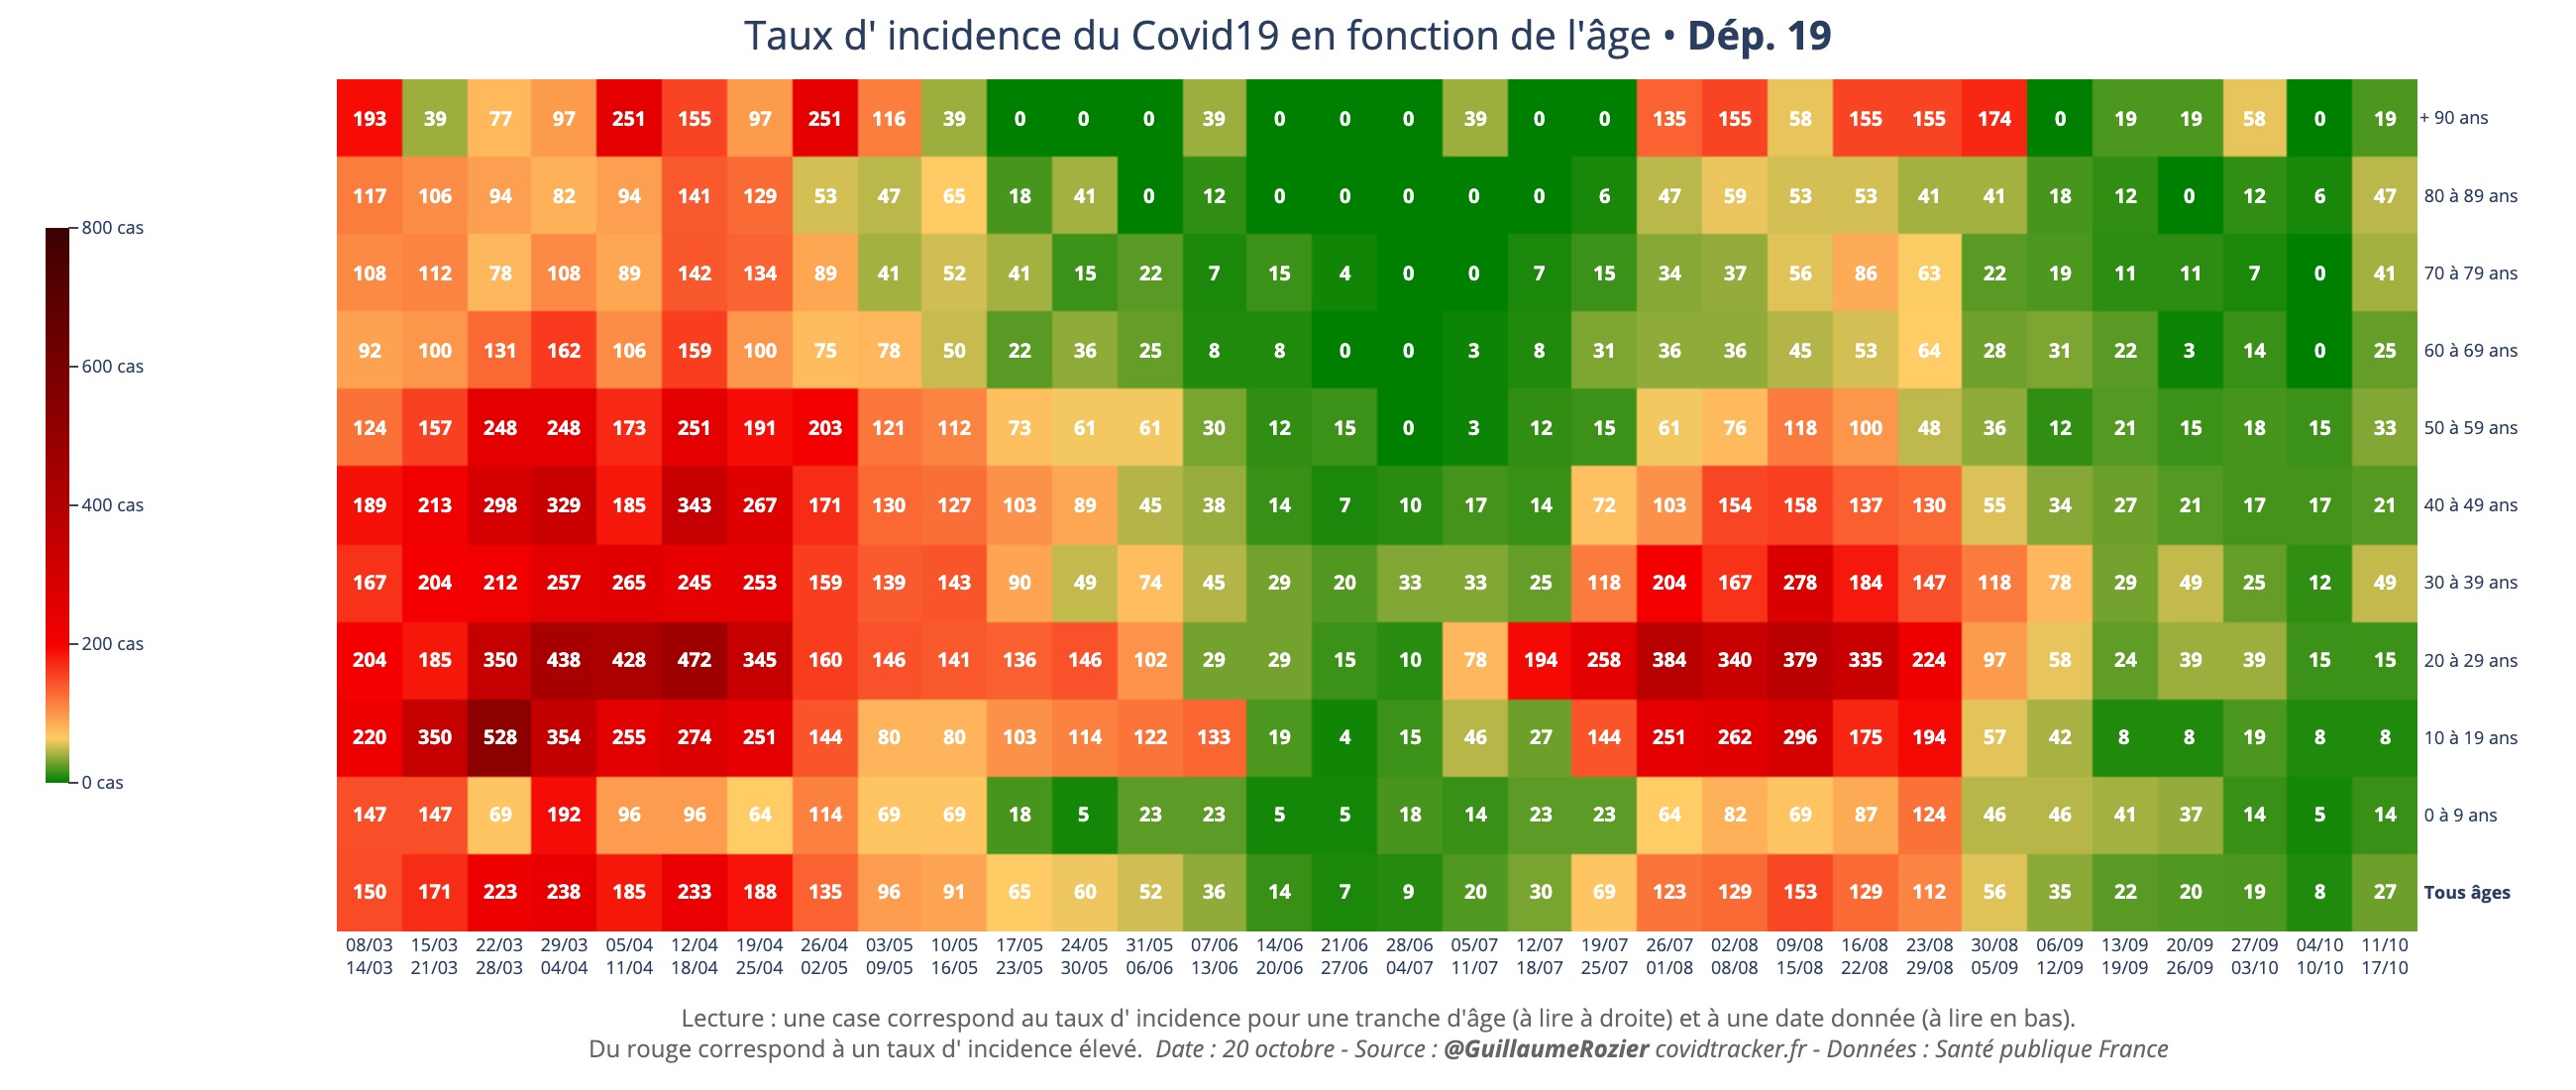 Taux d' incidence du Covid19 en fonction de l'âge • Dép. 19
193 39 77 97 251 155 97 251 116 39 0 0 0 39 0 0 0 39 0 0 135 155 58 155 155 174 0 19 19 58 0 19 + 90 ans
117 106 94 82 94 141 129 53 47 65 18 41 0 12 0 0 0 0 0 6 47 59 53 53 41 41 18 12 0 12 6 47 80 à 89 ans
800 cas
108 112 78 108 89 142 134 89 41 52 41 15 22 7 15 4 0 0 7 15 34 37 56 86 63 22 19 11 11 7 0 41 70 à 79 ans
92 100 131 162 106 159 100 75 78 50 22 36 25 8 8 0 0 3 8 31 36 36 45 53 64 28 31 22 3 14 0 25 60 à 69 ans
600 cas
124 157 248 248 173 251 191 203 121 112 73 61 61 30 12 15 0 3 12 15 61 76 118 100 48 36 12 21 15 18 15 33 50 à 59 ans
400 cas
189 213 298 329 185 343 267 171 130 127 103 89 45 38 14 7 10 17 14 72 103 154 158 137 130 55 34 27 21 17 17 21 40 à 49 ans
167 204 212 257 265 245 253 159 139 143 90 49 74 45 29 20 33 33 25 118 204 167 278 184 147 118 78 29 49 25 12 49 30 à 39 ans
200 cas
204 185 350 438 428 472 345 160 146 141 136 146 102 29 29 15 10 78 194 258 384 340 379 335 224 97 58 24 39 39 15 15 20 à 29 ans
220 350 528 354 255 274 251 144 80 80 103 114 122 133 19 4 15 46 27 144 251 262 296 175 194 57 42 8 8 19 8 8 10 à 19 ans
0 cas
147 147 69 192 96 96 64 114 69 69 18 5 23 23 5 5 18 14 23 23 64 82 69 87 124 46 46 41 37 14 5 14 0 à 9 ans
150 171 223 238 185 233 188 135 96 91 65 60 52 36 14 7 9 20 30 69 123 129 153 129 112 56 35 22 20 19 8 27 Tous âges
08/03 15/03 22/03 29/03 05/04 12/04 19/04 26/04 03/05 10/05 17/05 24/05 31/05 07/06 14/06 21/06 28/06 05/07 12/07 19/07 26/07 02/08 09/08 16/08 23/08 30/08 06/09 13/09 20/09 27/09 04/10 11/10
14/03 21/03 28/03 04/04 11/04 18/04 25/04 02/05 09/05 16/05 23/05 30/05 06/06 13/06 20/06 27/06 04/07 11/07 18/07 25/07 01/08 08/08 15/08 22/08 29/08 05/09 12/09 19/09 26/09 03/10 10/10 17/10
Lecture : une case correspond au taux d' incidence pour une tranche d'âge (à lire à droite) et à une date donnée (à lire en bas).
Du rouge correspond à un taux d' incidence élevé. Date : 20 octobre - Source : @GuillaumeRozier covidtracker.fr - Données : Santé publique France